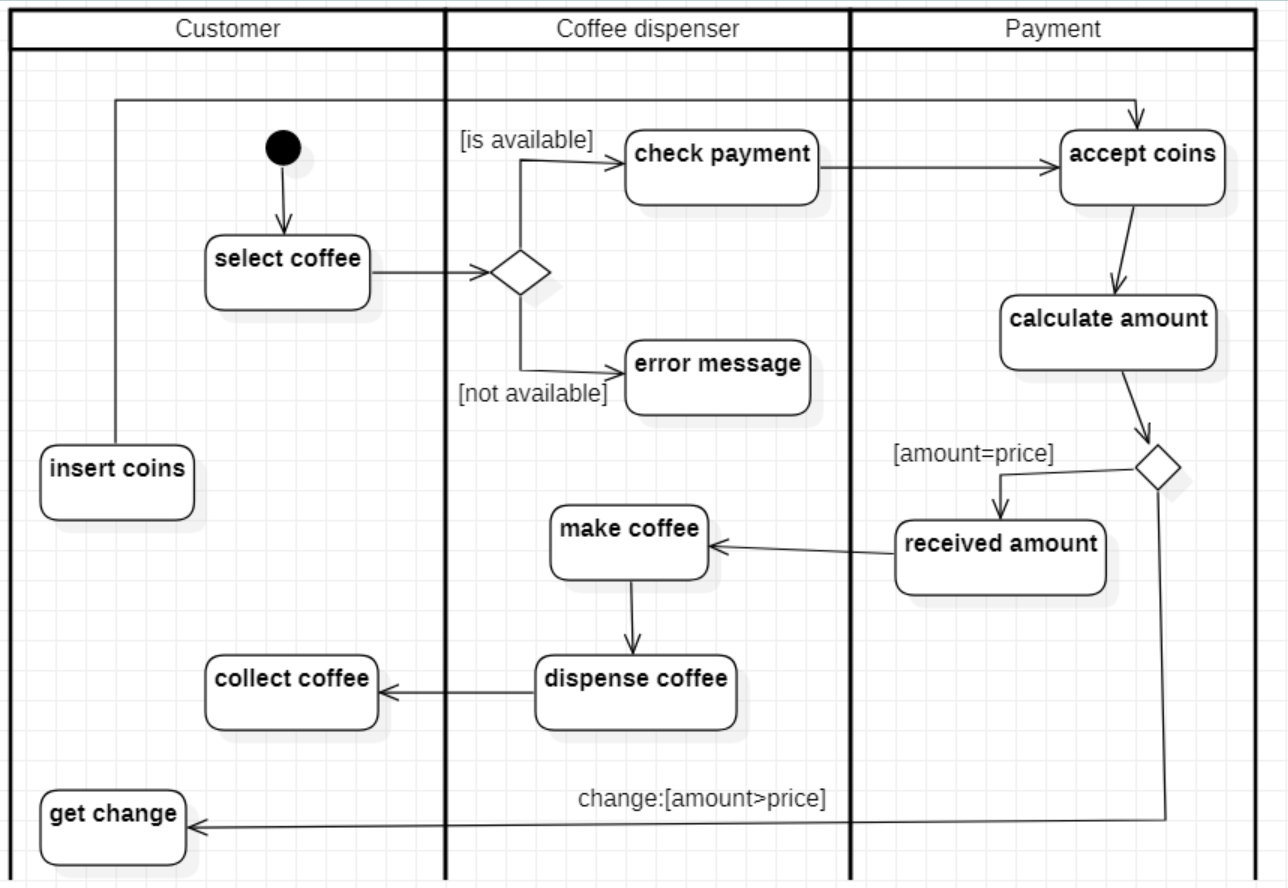 Customer
Coffee dispenser
Payment
[is available]
check payment
accept coins
select coffee
calculate amount
error message
[not available]
[amount=price]
insert coins
make coffee
received amount
collect coffee
dispense coffee
change:[amount>price]
get change